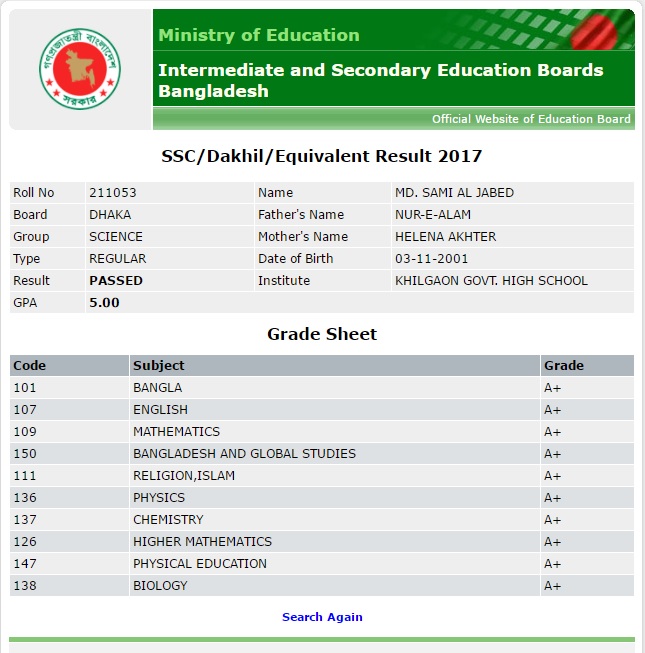 গণপ্রজাতন্ত্রী বাংলাদেশ
সরকার
Ministry of Education
Intermediate and Secondary Education Boards
Bangladesh
Official Website of Education Board
SSC/Dakhil/Equivalent Result 2017
Roll No 211053 Name MD. SAMI AL JABED
Board DHAKA Father's Name NUR-E-ALAM
Group SCIENCE Mother's Name HELENA AKHTER
Type REGULAR Date of Birth 03-11-2001
Result PASSED Institute KHILGAON GOVT. HIGH SCHOOL
GPA 5.00
Grade Sheet
Code Subject Grade
101 BANGLA A+
107 ENGLISH A+
109 MATHEMATICS A+
150 BANGLADESH AND GLOBAL STUDIES A+
111 RELIGION,ISLAM A+
136 PHYSICS A+
137 CHEMISTRY A+
126 HIGHER MATHEMATICS A+
147 PHYSICAL EDUCATION A+
138 BIOLOGY A+
Search Again